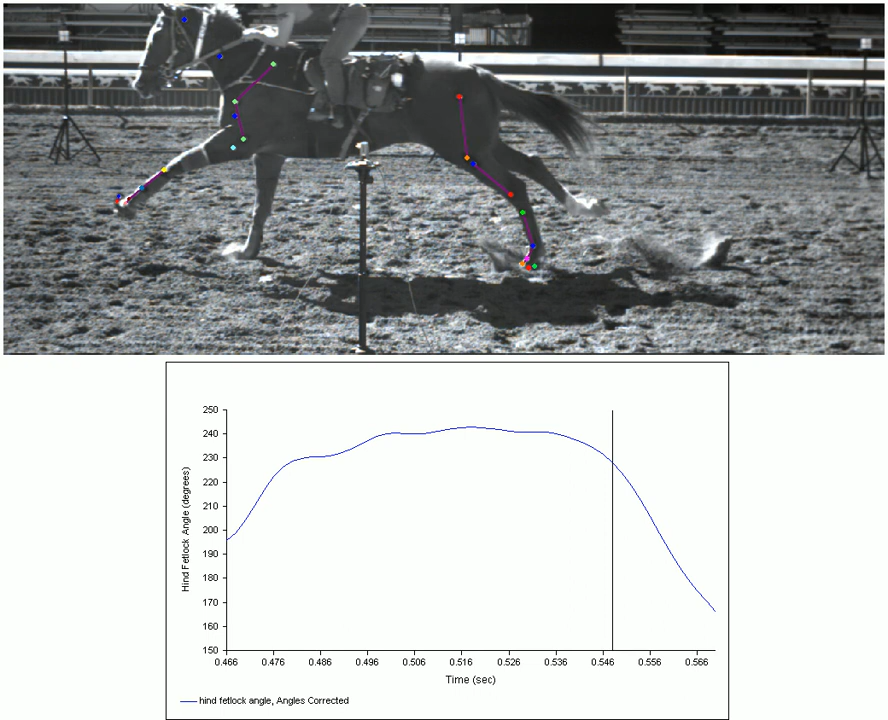 250
240
230
220
210
200
190
180
170
160
150
Hind Fetlock Angle (degrees)
0.466 0.476 0.486 0.496 0.506 0.516 0.526 0.536 0.546 0.556 0.566
Time (sec)
hind fetlock angle, Angles Corrected